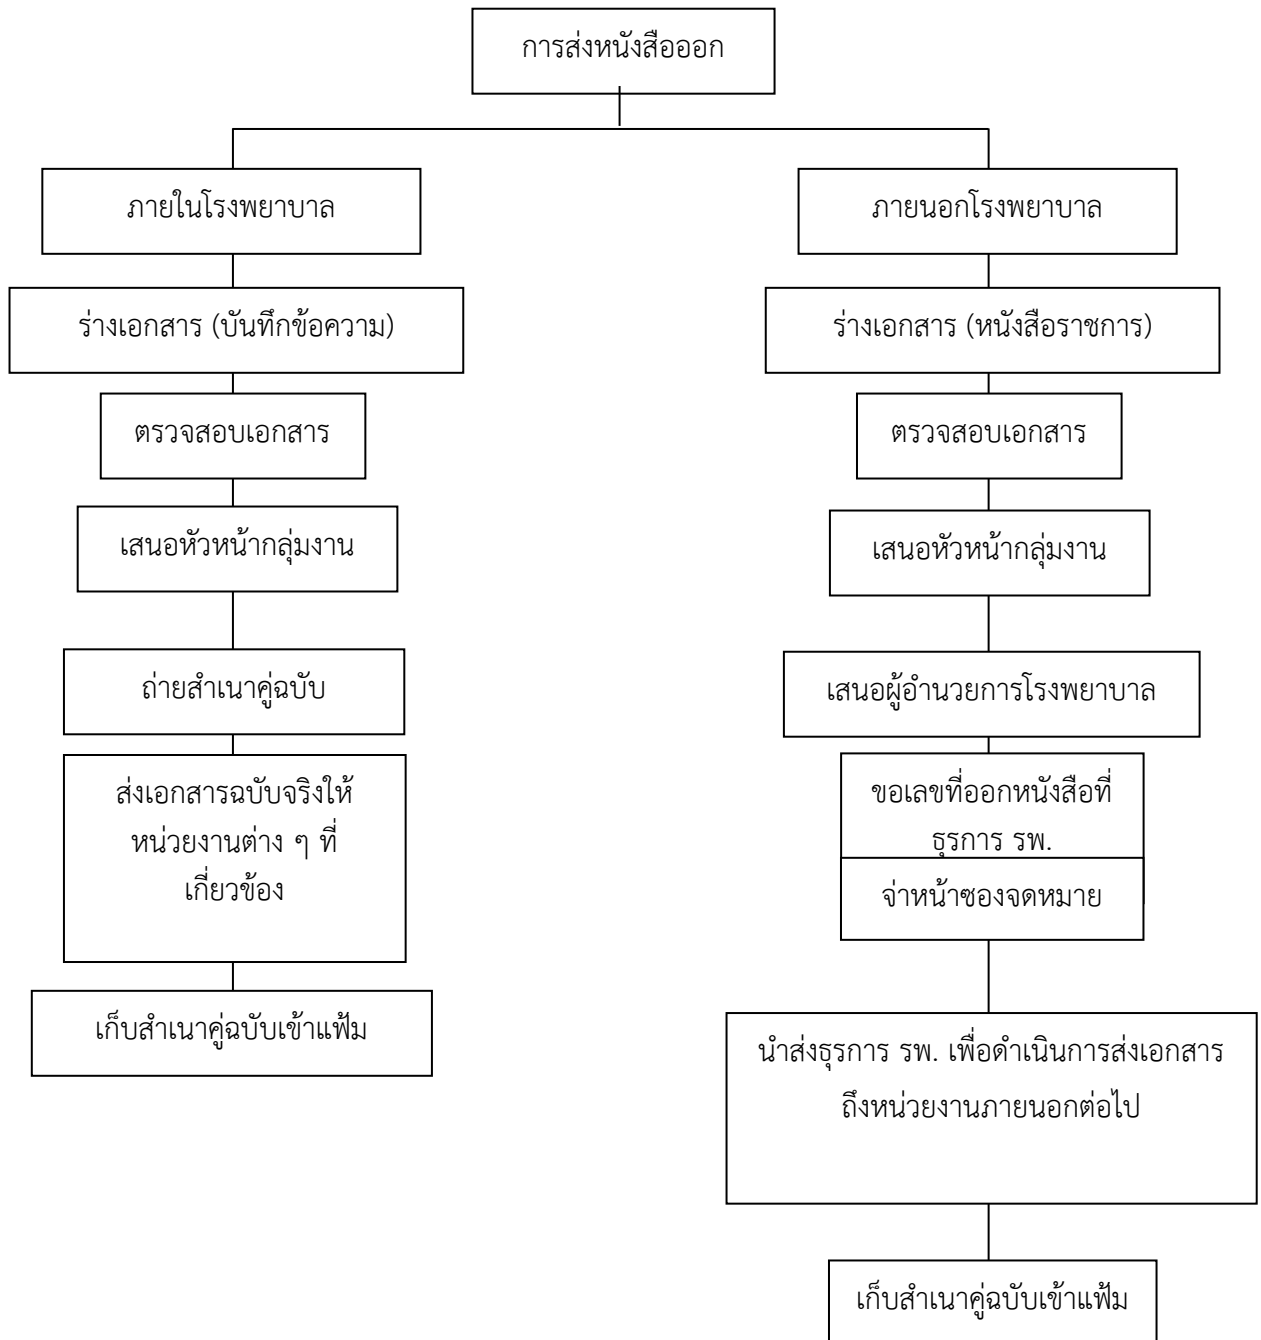 การส่งหนังสือออก
ภายในโรงพยาบาล
ร่างเอกสาร (บันทึกข้อความ)
ตรวจสอบเอกสาร
เสนอหัวหน้ากลุ่มงาน
ถ่ายสำเนาคู่ฉบับ
ส่งเอกสารฉบับจริงให้
หน่วยงานต่าง ๆ ที่
เกี่ยวข้อง
เก็บสำเนาคู่ฉบับเข้าแฟ้ม
ภายนอกโรงพยาบาล
ร่างเอกสาร (หนังสือราชการ)
ตรวจสอบเอกสาร
เสนอหัวหน้ากลุ่มงาน
เสนอผู้อำนวยการโรงพยาบาล
ขอเลขที่ออกหนังสือที่
ธุรการ รพ.
จ่าหน้าซองจดหมาย
นำส่งธุรการ รพ. เพื่อดำเนินการส่งเอกสาร
ถึงหน่วยงานภายนอกต่อไป
เก็บสำเนาคู่ฉบับเข้าแฟ้ม